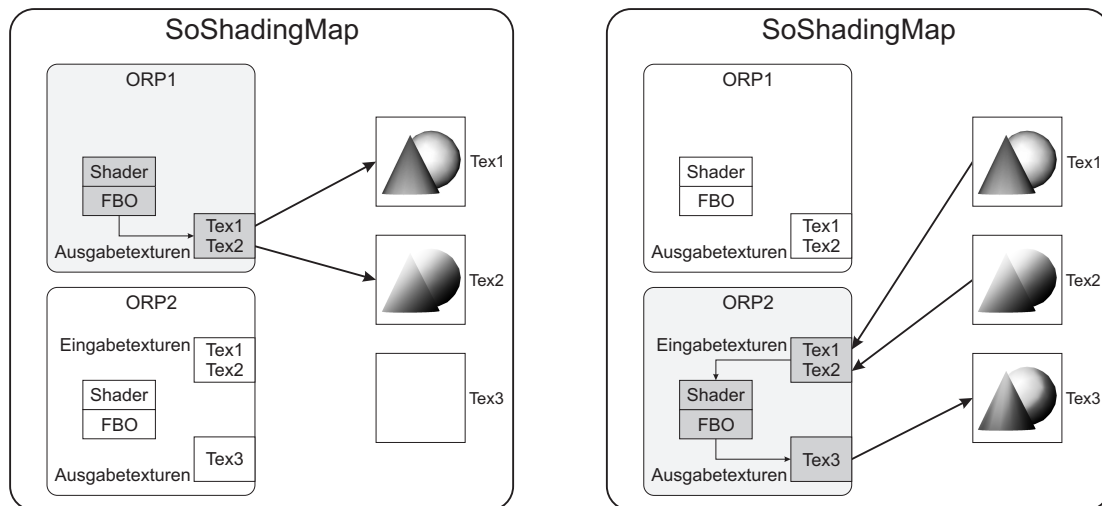 SoShadingMap
ORP1
Shader
FBO
Tex1
Tex2
Ausgabetexturen
ORP2
Eingabetexturen
Tex1
Tex2
Shader
FBO
Tex3
Ausgabetexturen
Tex1
Tex2
Tex3
SoShadingMap
ORP1
Shader
FBO
Tex1
Tex2
Ausgabetexturen
ORP2
Eingabetexturen
Tex1
Tex2
Shader
FBO
Tex3
Ausgabetexturen
Tex1
Tex2
Tex3